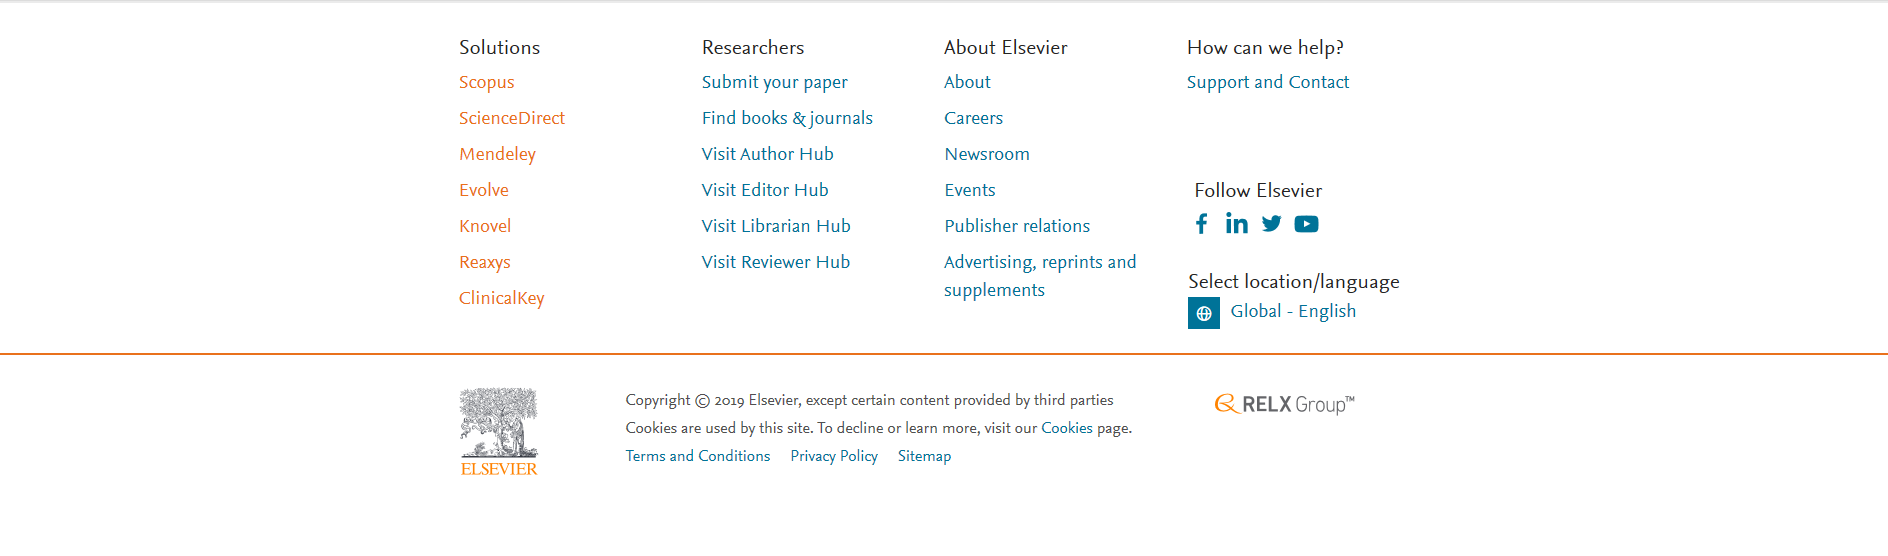 Solutions
Scopus
ScienceDirect
Mendeley
Evolve
Knovel
Reaxys
ClinicalKey
Researchers
Submit your paper
Find books & journals
Visit Author Hub
Visit Editor Hub
Visit Librarian Hub
Visit Reviewer Hub
About Elsevier
About
Careers
Newsroom
Events
Publisher relations
Advertising, reprints and
supplements
How can we help?
Support and Contact
Follow Elsevier
Select location/language
Global - English
ELSEVIER
Copyright © 2019 Elsevier, except certain content provided by third parties
Cookies are used by this site. To decline or learn more, visit our Cookies page.
Terms and Conditions Privacy Policy Sitemap
RELX Group™